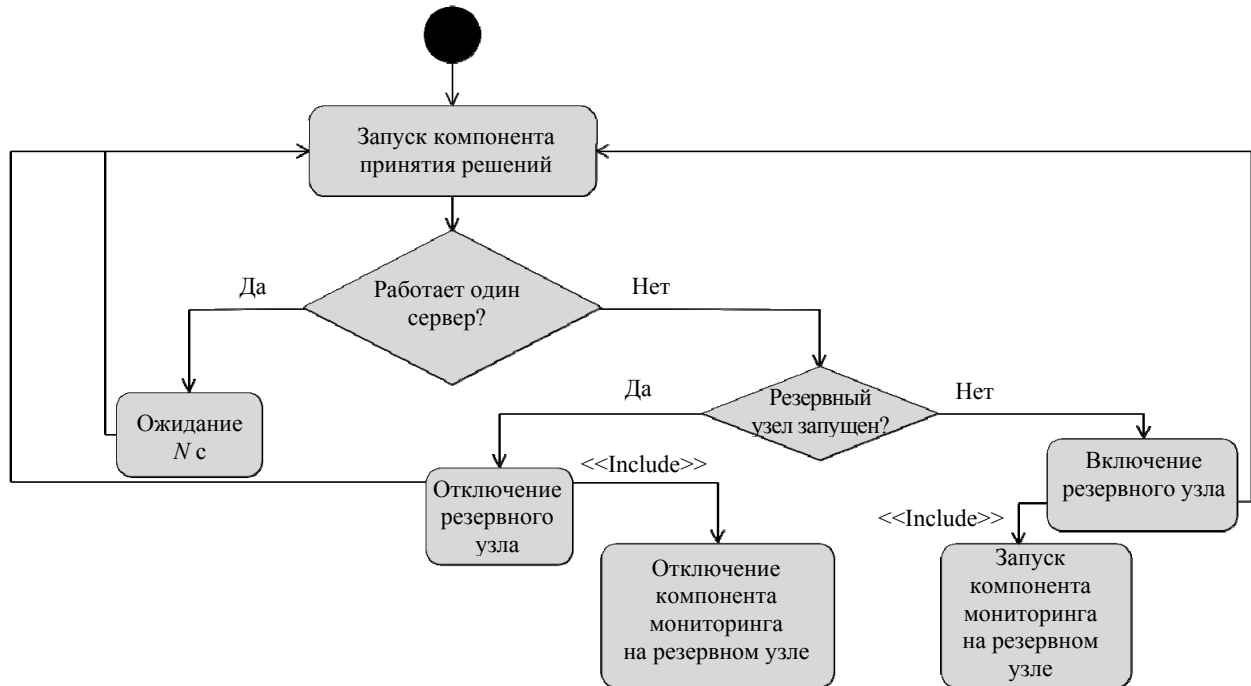 Запуск компонента
принятия решений
Да
Работает один
сервер?
Нет
Ожидание
N с
Да
Резервный
узел запущен?
Нет
<<Include>>
Отключение
резервного
узла
Включение
резервного узла
<<Include>>
Отключение
компонента
мониторинга
на резервном узле
Запуск
компонента
мониторинга
на резервном
узле